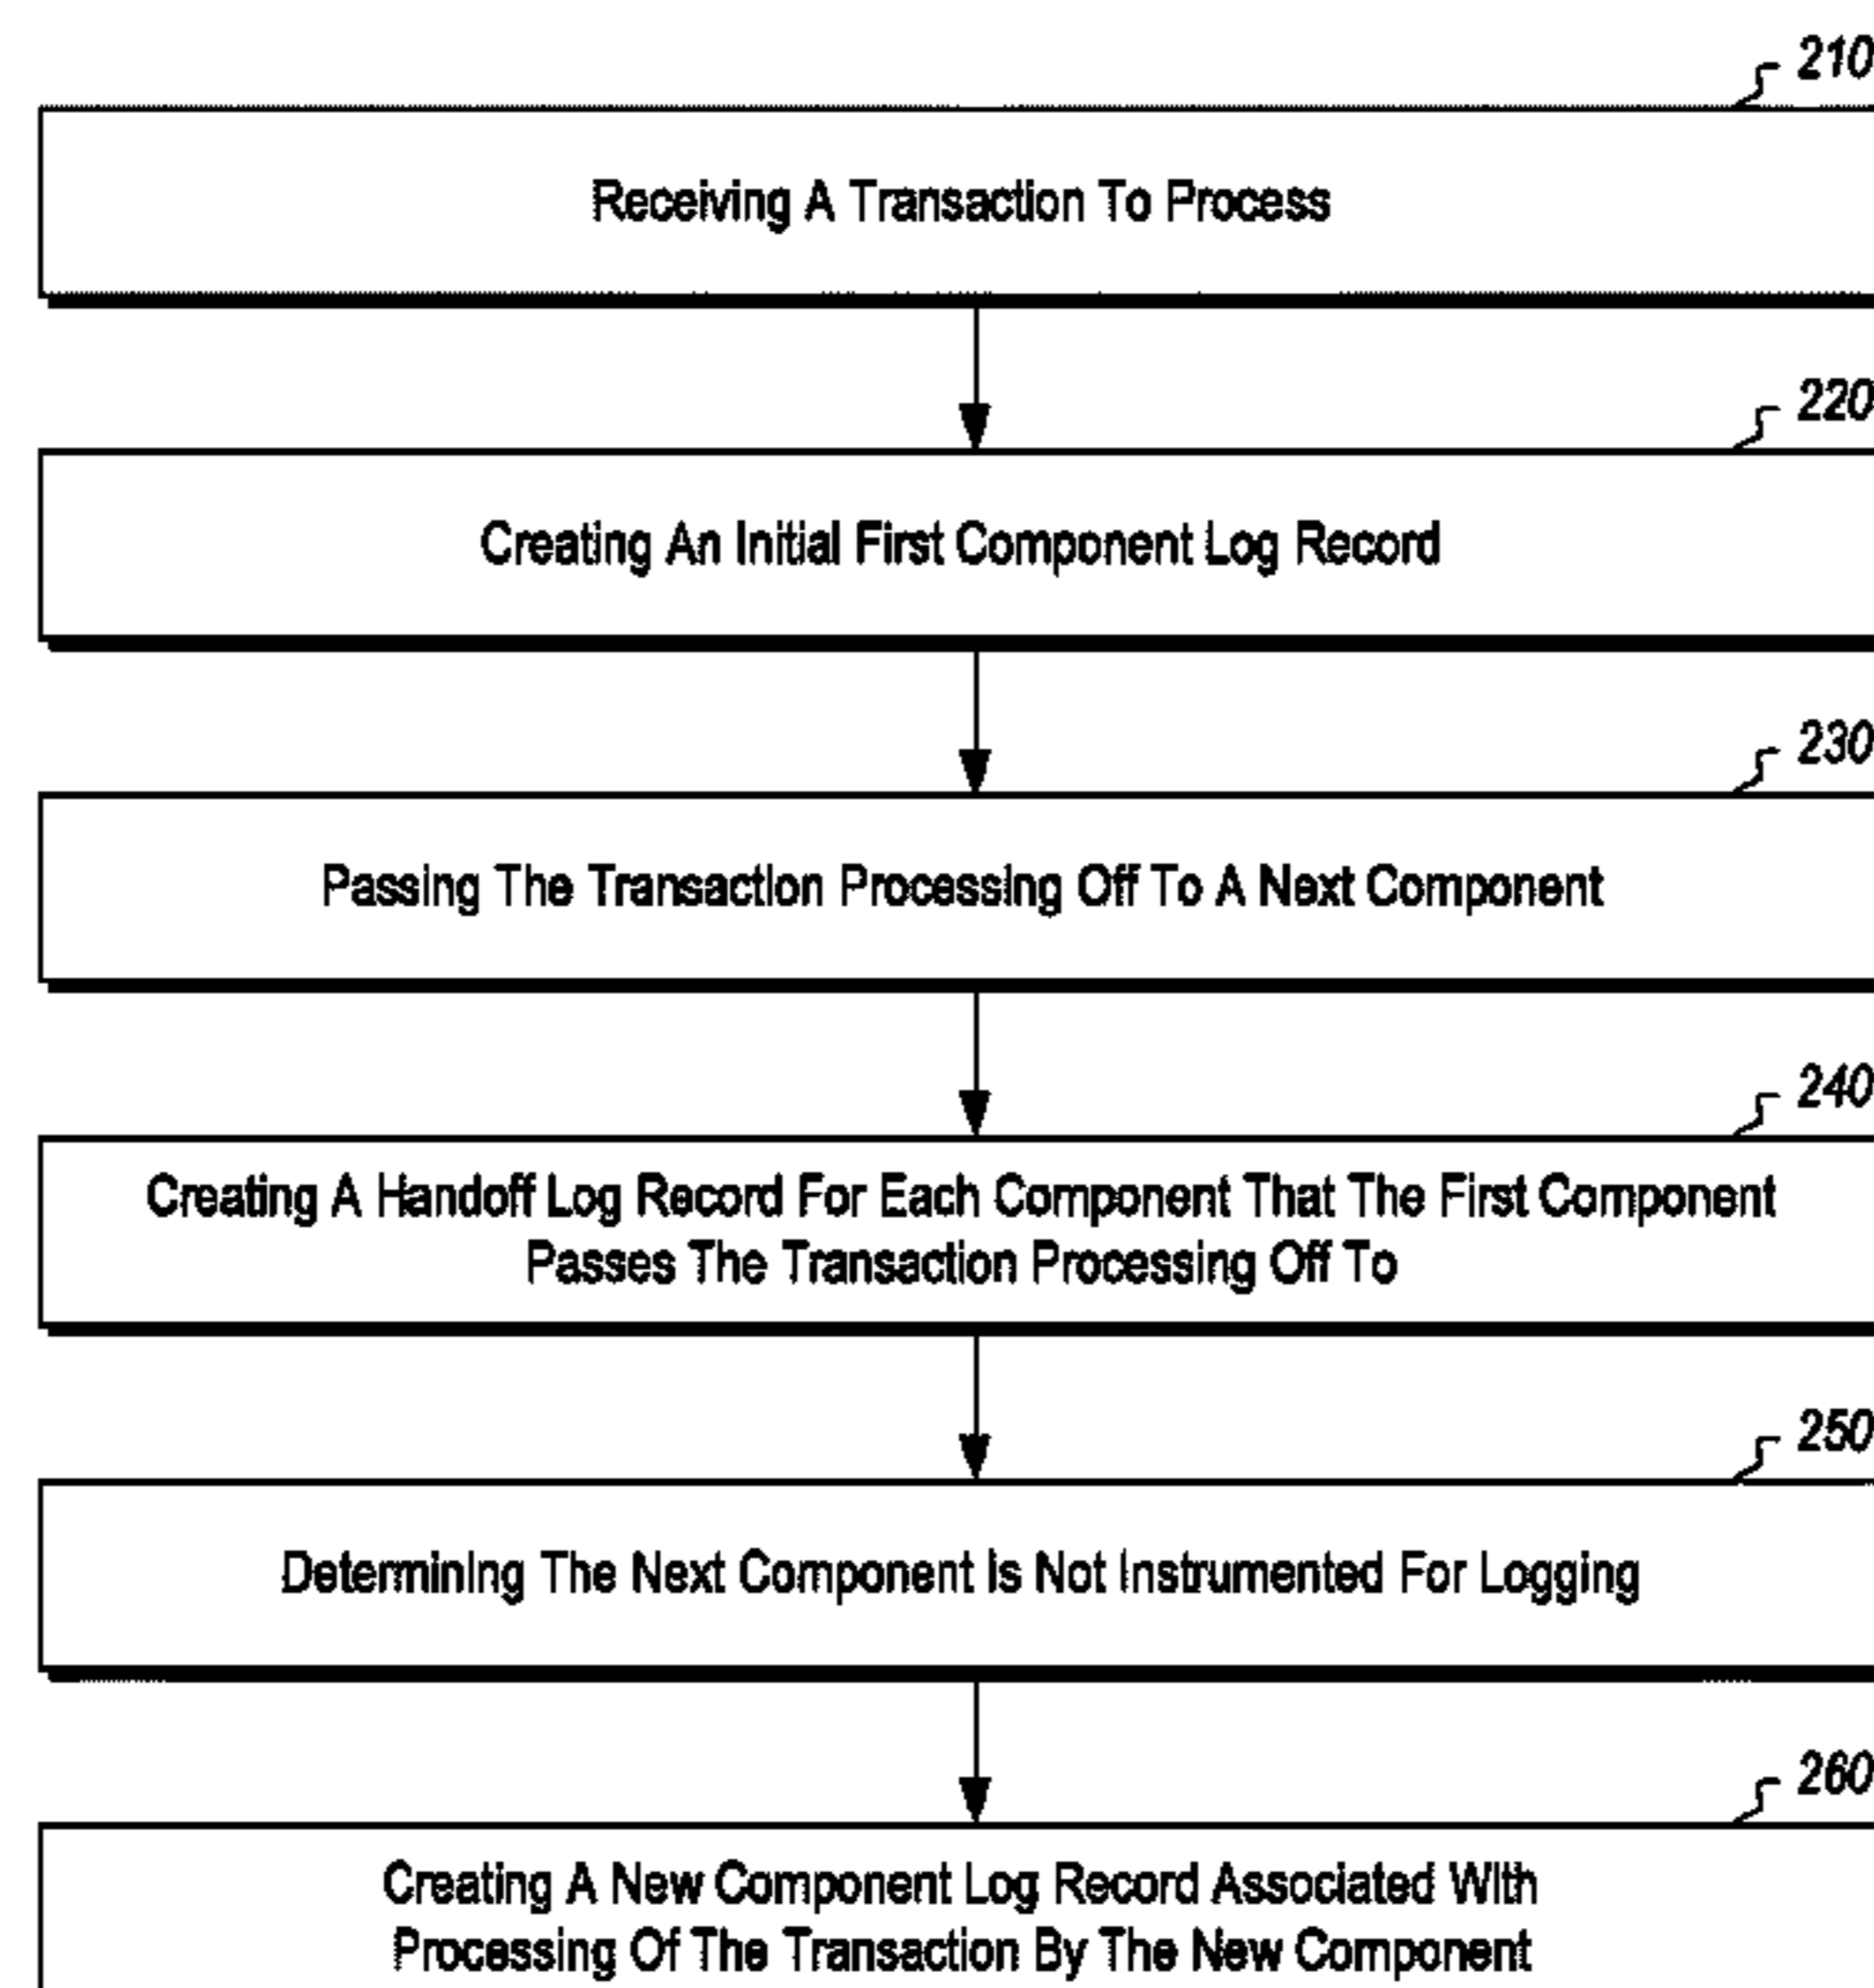 210
Receiving A Transaction To Process
220
Creating An Initial First Component Log Record
230
Passing The Transaction Processing Off To A Next Component
240
Creating A Handoff Log Record For Each Component That The First Component
Passes The Transaction Processing Off To
250
Determining The Next Component Is Not Instrumented For Logging
260
Creating A New Component Log Record Associated With
Processing Of The Transaction By The New Component